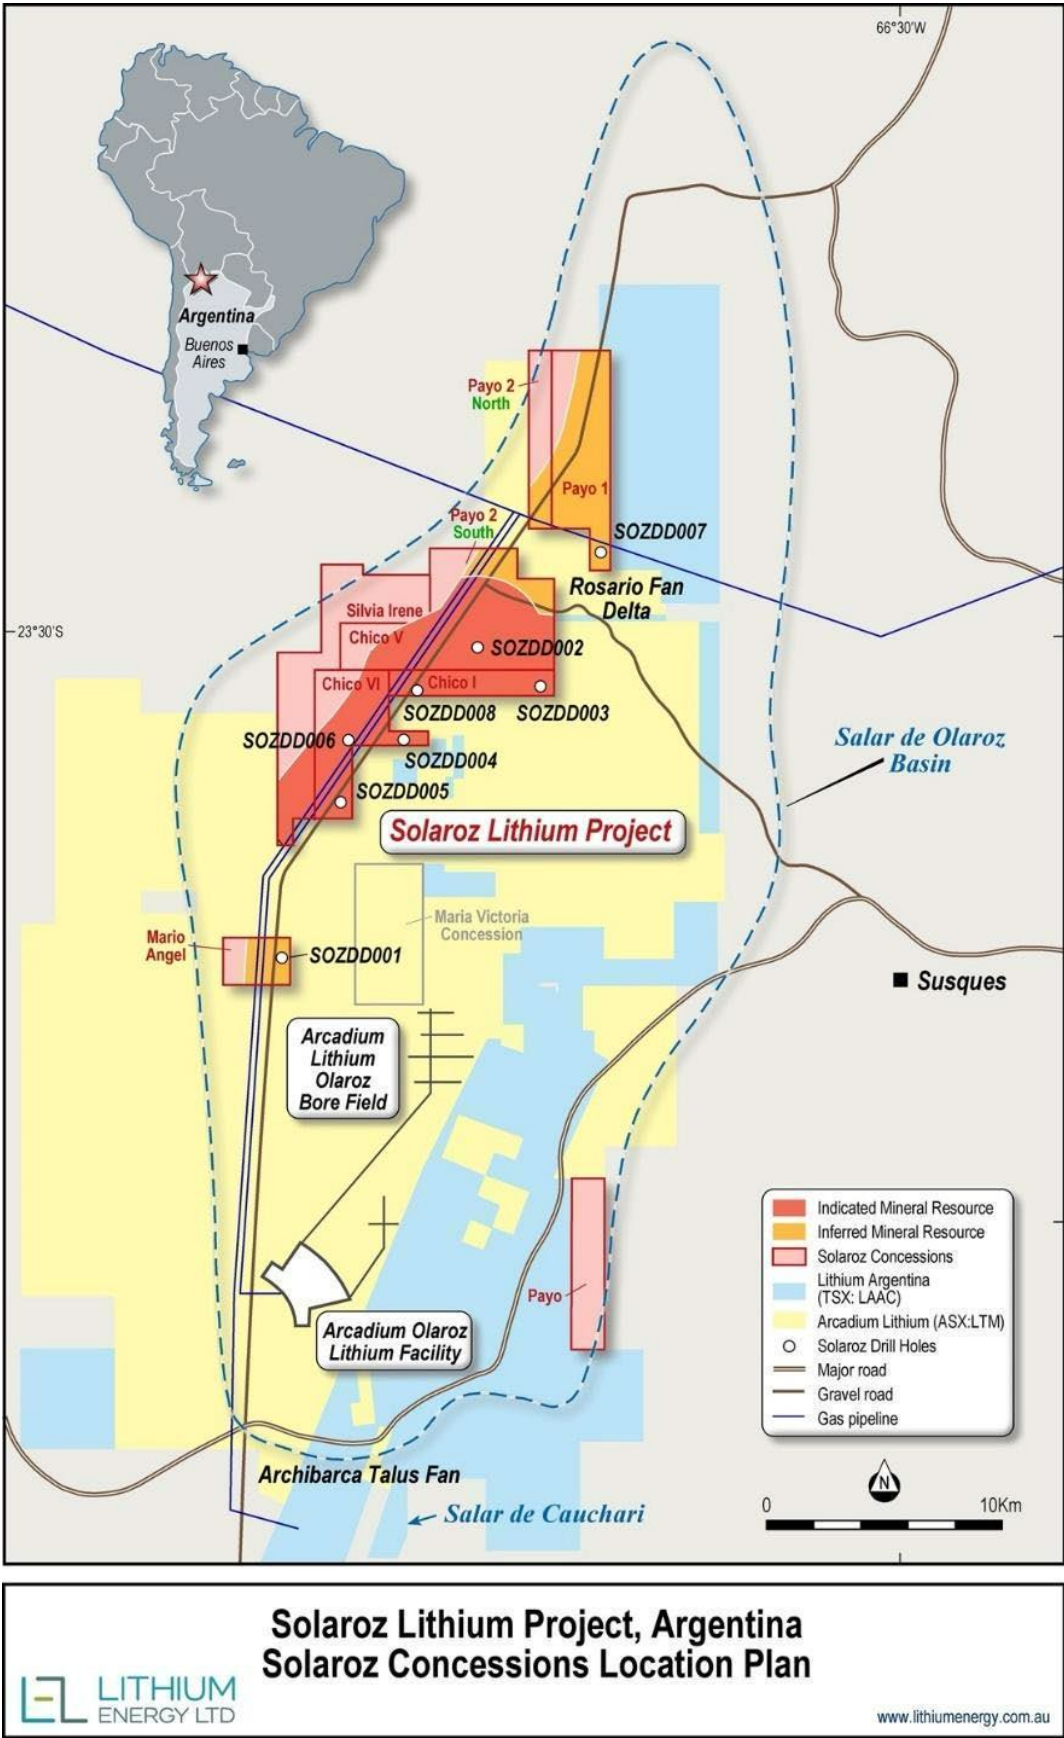 66°30'W
Argentina
Buenos
Aires
Payo 2
North
Payo 1
Payo 2
South
SOZDD007
Rosario Fan
Delta
Silvia Irene
23°30'S
Chico V
SOZDD002
Chico VI
Chico I
SOZDD008
SOZDD003
SOZDD006
SOZDD004
Salar de Olaroz
Basin
SOZDD005
Solaroz Lithium Project
Maria Victoria
Concession
Mario
Angel
SOZDD001
Susques
Arcadium
Lithium
Olaroz
Bore Field
Indicated Mineral Resource
Inferred Mineral Resource
Solaroz Concessions
Lithium Argentina
(TSX: LAAC)
Arcadium Lithium (ASX:LTM)
Solaroz Drill Holes
Major road
Gravel road
Gas pipeline
Payo
Arcadium Olaroz
Lithium Facility
Archibarca Talus Fan
Salar de Cauchari
N
0 10Km
Solaroz Lithium Project, Argentina
Solaroz Concessions Location Plan
LEL LITHIUM
ENERGY LTD
www.lithiumenergy.com.au